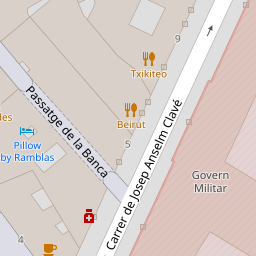 9
Txikiteo
Passatge de la Banca
Beirut
Carrer de Josep Anselm Clavé
5
Pillow
by Ramblas
Govern
Militar
4